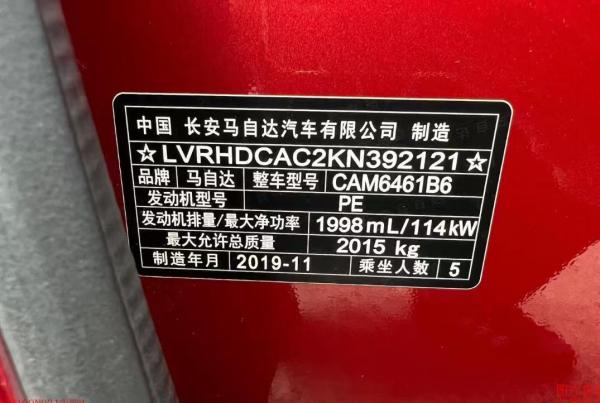 中国 长安马自达汽车有限公司 制造
☆LVRHDCAC2KN392121☆
品牌 马自达 整车型号 CAM6461B6
发动机型号 PE
发动机排量/最大净功率 1998mL/114kW
最大允许总质量 2015 kg
制造年月 2019-11 乘坐人数 5